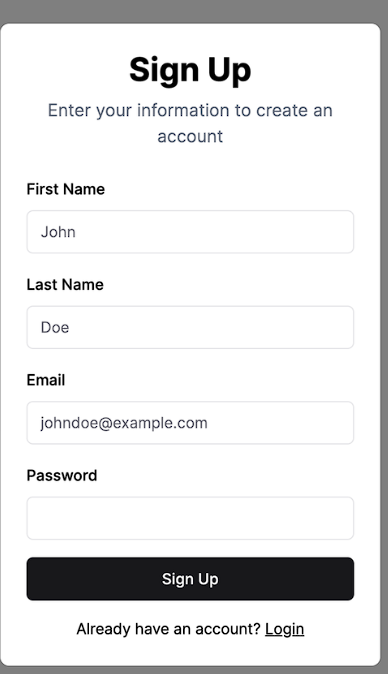 Sign Up
Enter your information to create an
account
First Name
John
Last Name
Doe
Email
johndoe@example.com
Password
Sign Up
Already have an account? Login